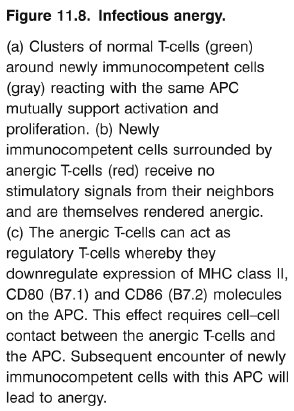 Figure 11.8. Infectious anergy.
(a) Clusters of normal T-cells (green)
around newly immunocompetent cells
(gray) reacting with the same APC
mutually support activation and
proliferation. (b) Newly
immunocompetent cells surrounded by
anergic T-cells (red) receive no
stimulatory signals from their neighbors
and are themselves rendered anergic.
(c) The anergic T-cells can act as
regulatory T-cells whereby they
downregulate expression of MHC class II,
CD80 (B7.1) and CD86 (B7.2) molecules
on the APC. This effect requires cell–cell
contact between the anergic T-cells and
the APC. Subsequent encounter of newly
immunocompetent cells with this APC will
lead to anergy.